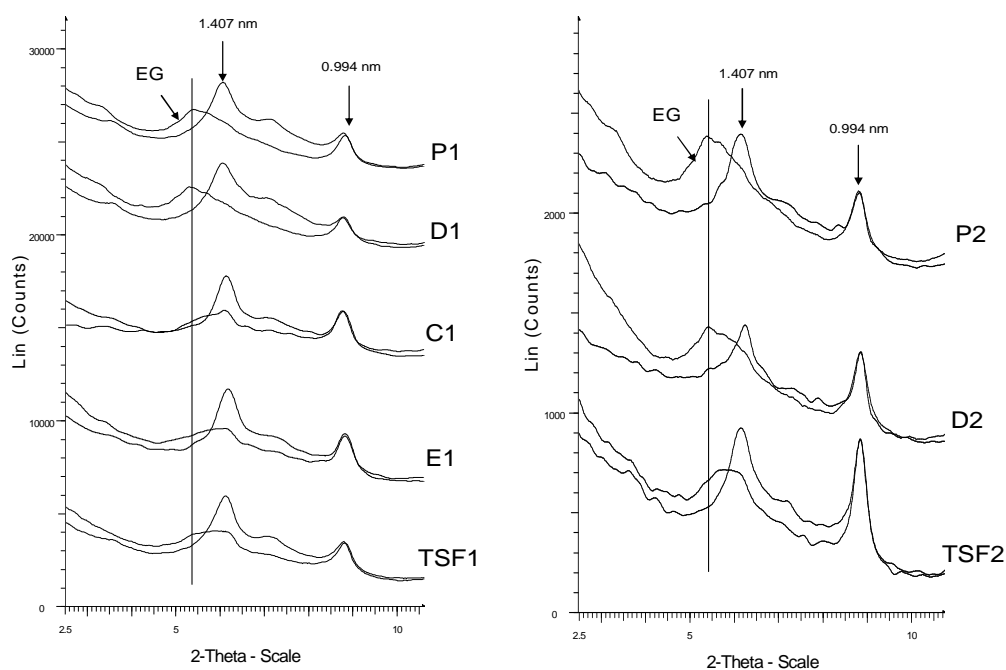 1.407 nm
0.994 nm
EG
30000
P1
D1
20000
Lin (Counts)
C1
10000
E1
TSF1
0
2.5
5
10
2-Theta - Scale
1.407 nm
EG
0.994 nm
2000
P2
Lin (Counts)
1000
D2
TSF2
0
2.5
5
10
2-Theta - Scale